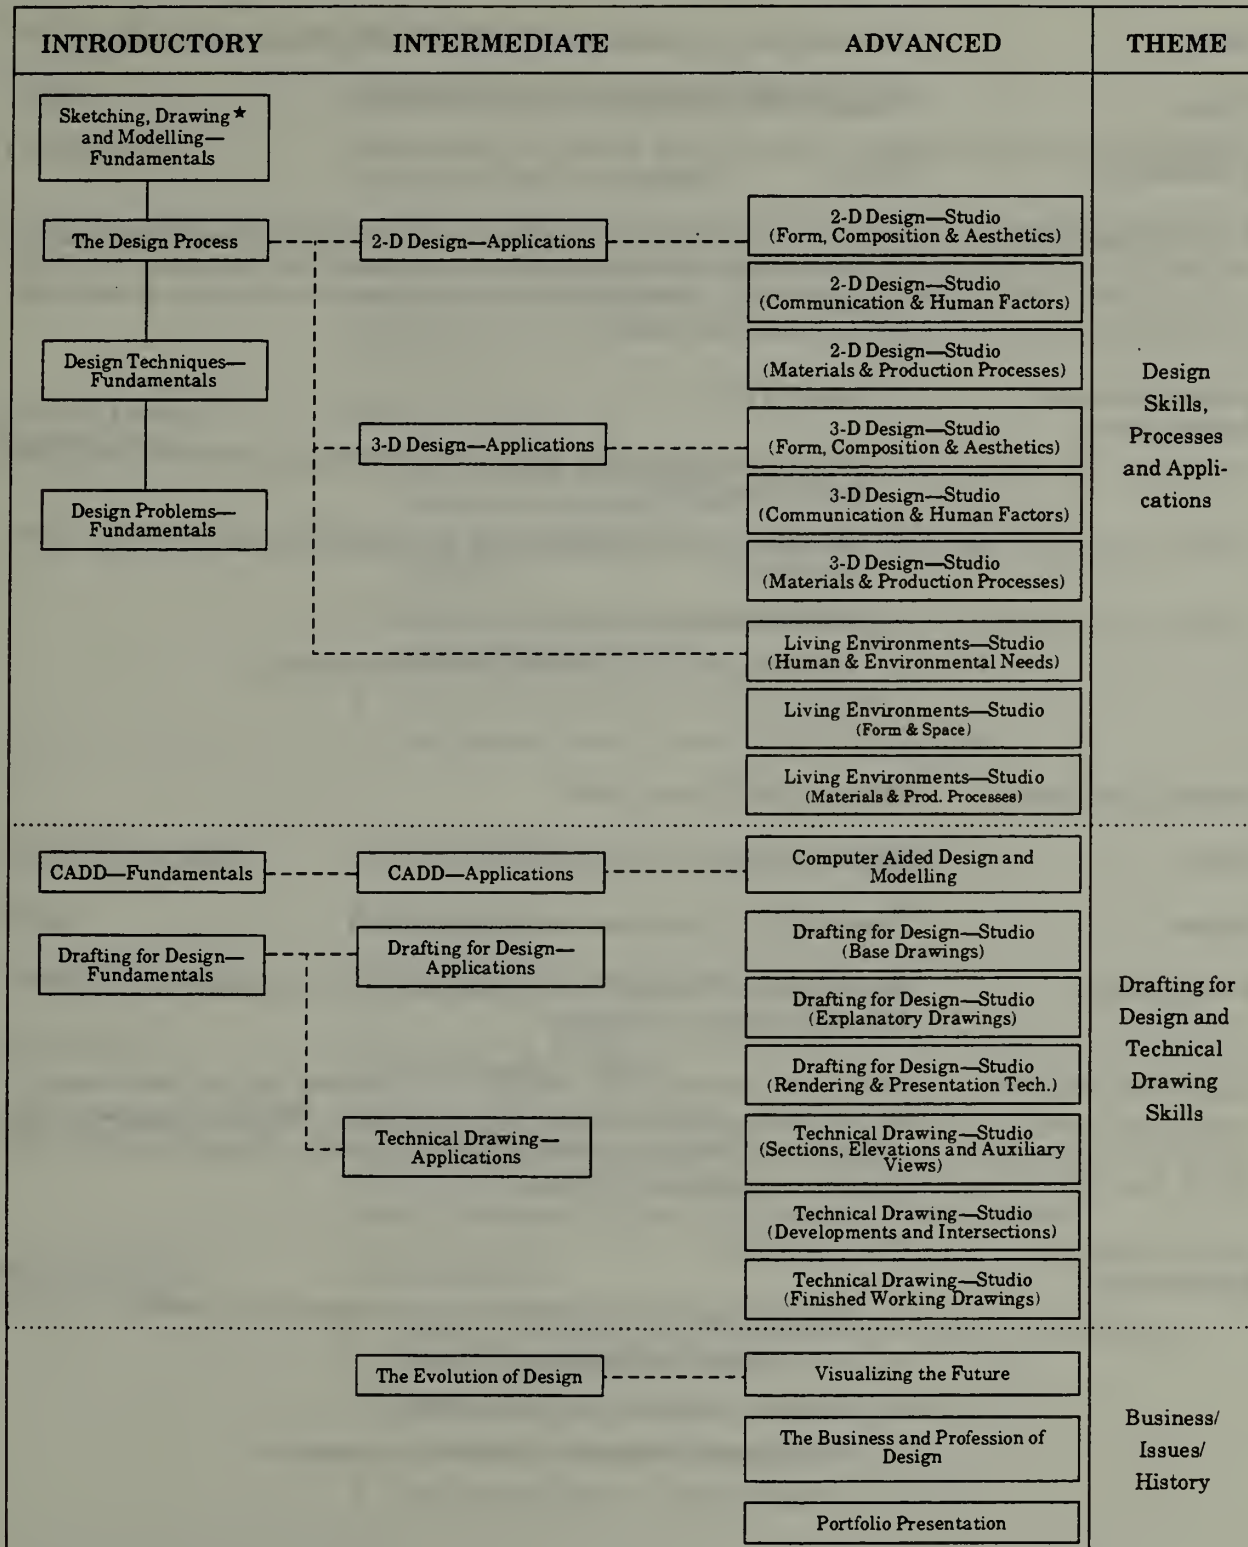 INTRODUCTORY INTERMEDIATE ADVANCED THEME
Sketching, Drawing★
and Modelling—
Fundamentals
The Design Process
2-D Design—Applications
2-D Design—Studio
(Form, Composition & Aesthetics)
2-D Design—Studio
(Communication & Human Factors)
Design Techniques—
Fundamentals
2-D Design—Studio
(Materials & Production Processes)
3-D Design—Applications
3-D Design—Studio
(Form, Composition & Aesthetics)
Design Problems—
Fundamentals
3-D Design—Studio
(Communication & Human Factors)
3-D Design—Studio
(Materials & Production Processes)
Living Environments—Studio
(Human & Environmental Needs)
Living Environments—Studio
(Form & Space)
Living Environments—Studio
(Materials & Prod. Processes)
Design
Skills,
Processes
and Appli-
cations
CADD—Fundamentals
CADD—Applications
Computer Aided Design and
Modelling
Drafting for Design—
Fundamentals
Drafting for Design—
Applications
Drafting for Design—Studio
(Base Drawings)
Drafting for Design—Studio
(Explanatory Drawings)
Drafting for Design—Studio
(Rendering & Presentation Tech.)
Technical Drawing—
Applications
Technical Drawing—Studio
(Sections, Elevations and Auxiliary
Views)
Technical Drawing—Studio
(Developments and Intersections)
Technical Drawing—Studio
(Finished Working Drawings)
Drafting for
Design and
Technical
Drawing
Skills
The Evolution of Design
Visualizing the Future
The Business and Profession of
Design
Portfolio Presentation
Business/
Issues/
History